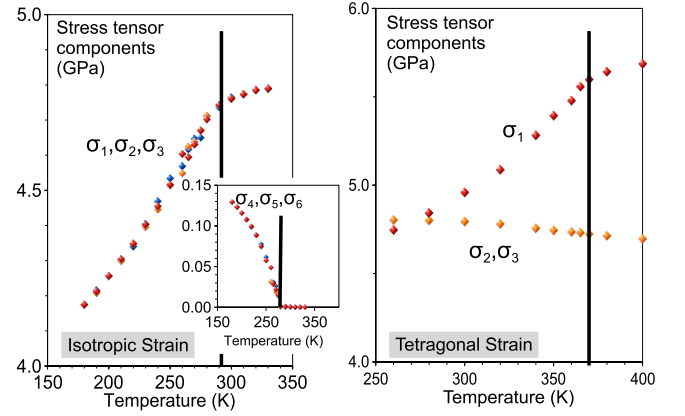 5.0
Stress tensor
components
(GPa)
σ1,σ2,σ3
4.5
0.15
σ4,σ5,σ6
0.10
0.05
0.00
150 250 350
Temperature (K)
Isotropic Strain
4.0
150 200 250 300 350
Temperature (K)
6.0
Stress tensor
components
(GPa)
σ1
5.0
σ2,σ3
Tetragonal Strain
4.0
250 300 350 400
Temperature (K)